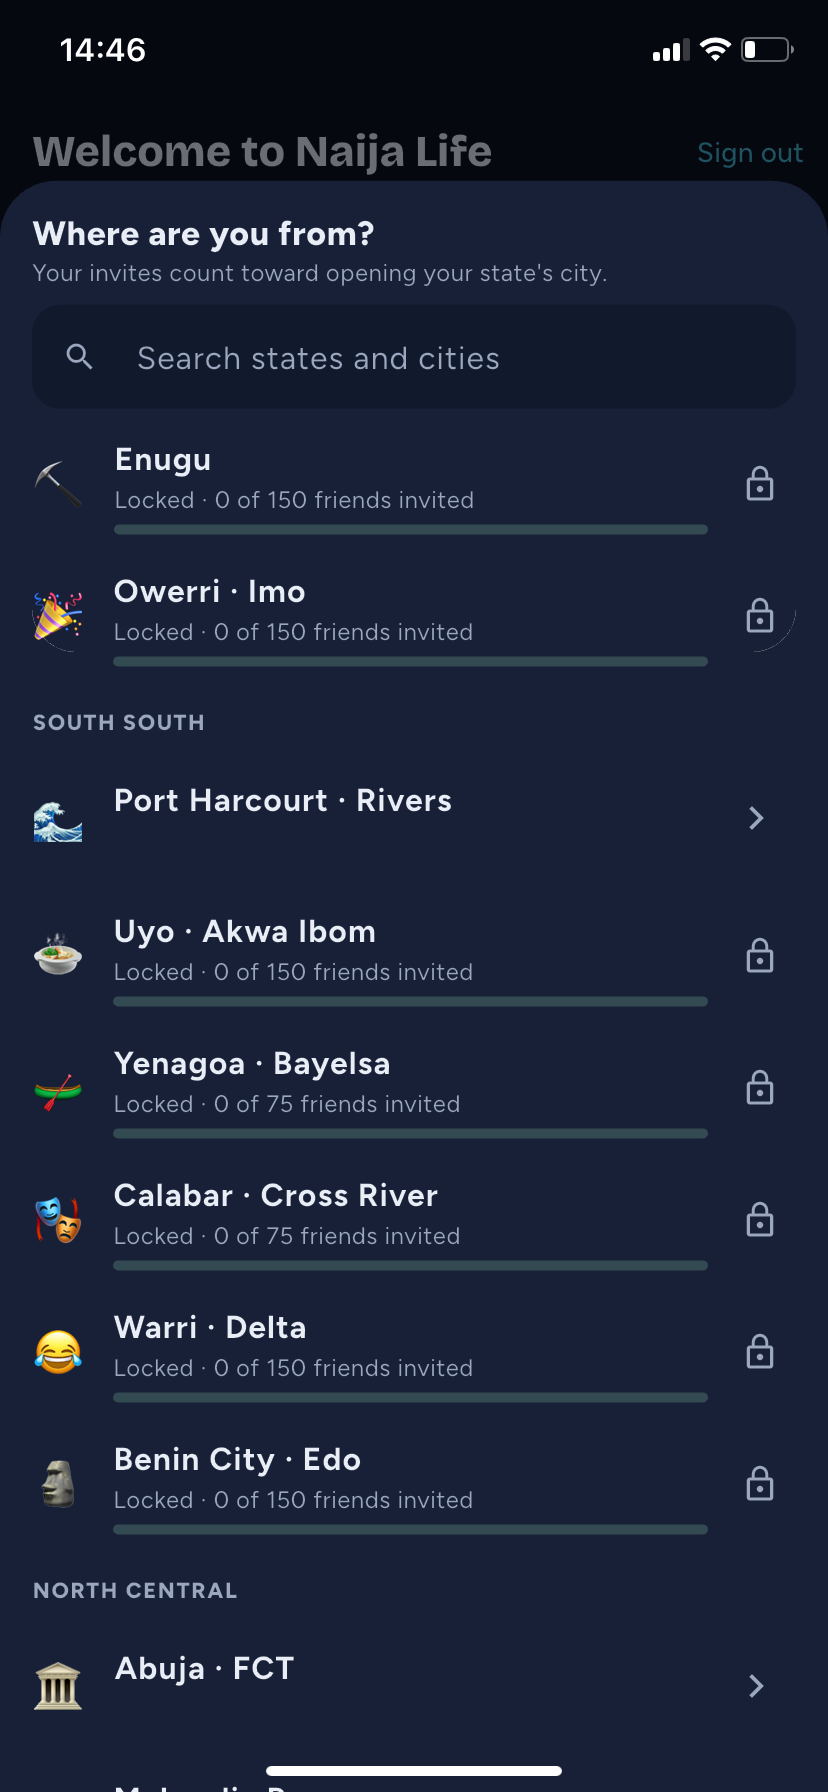 14:46
Welcome to Naija Life
Sign out
Where are you from?
Your invites count toward opening your state's city.
Search states and cities
Enugu
Locked · 0 of 150 friends invited
Owerri · Imo
Locked · 0 of 150 friends invited
SOUTH SOUTH
Port Harcourt · Rivers
Uyo · Akwa Ibom
Locked · 0 of 150 friends invited
Yenagoa · Bayelsa
Locked · 0 of 75 friends invited
Calabar · Cross River
Locked · 0 of 75 friends invited
Warri · Delta
Locked · 0 of 150 friends invited
Benin City · Edo
Locked · 0 of 150 friends invited
NORTH CENTRAL
Abuja · FCT